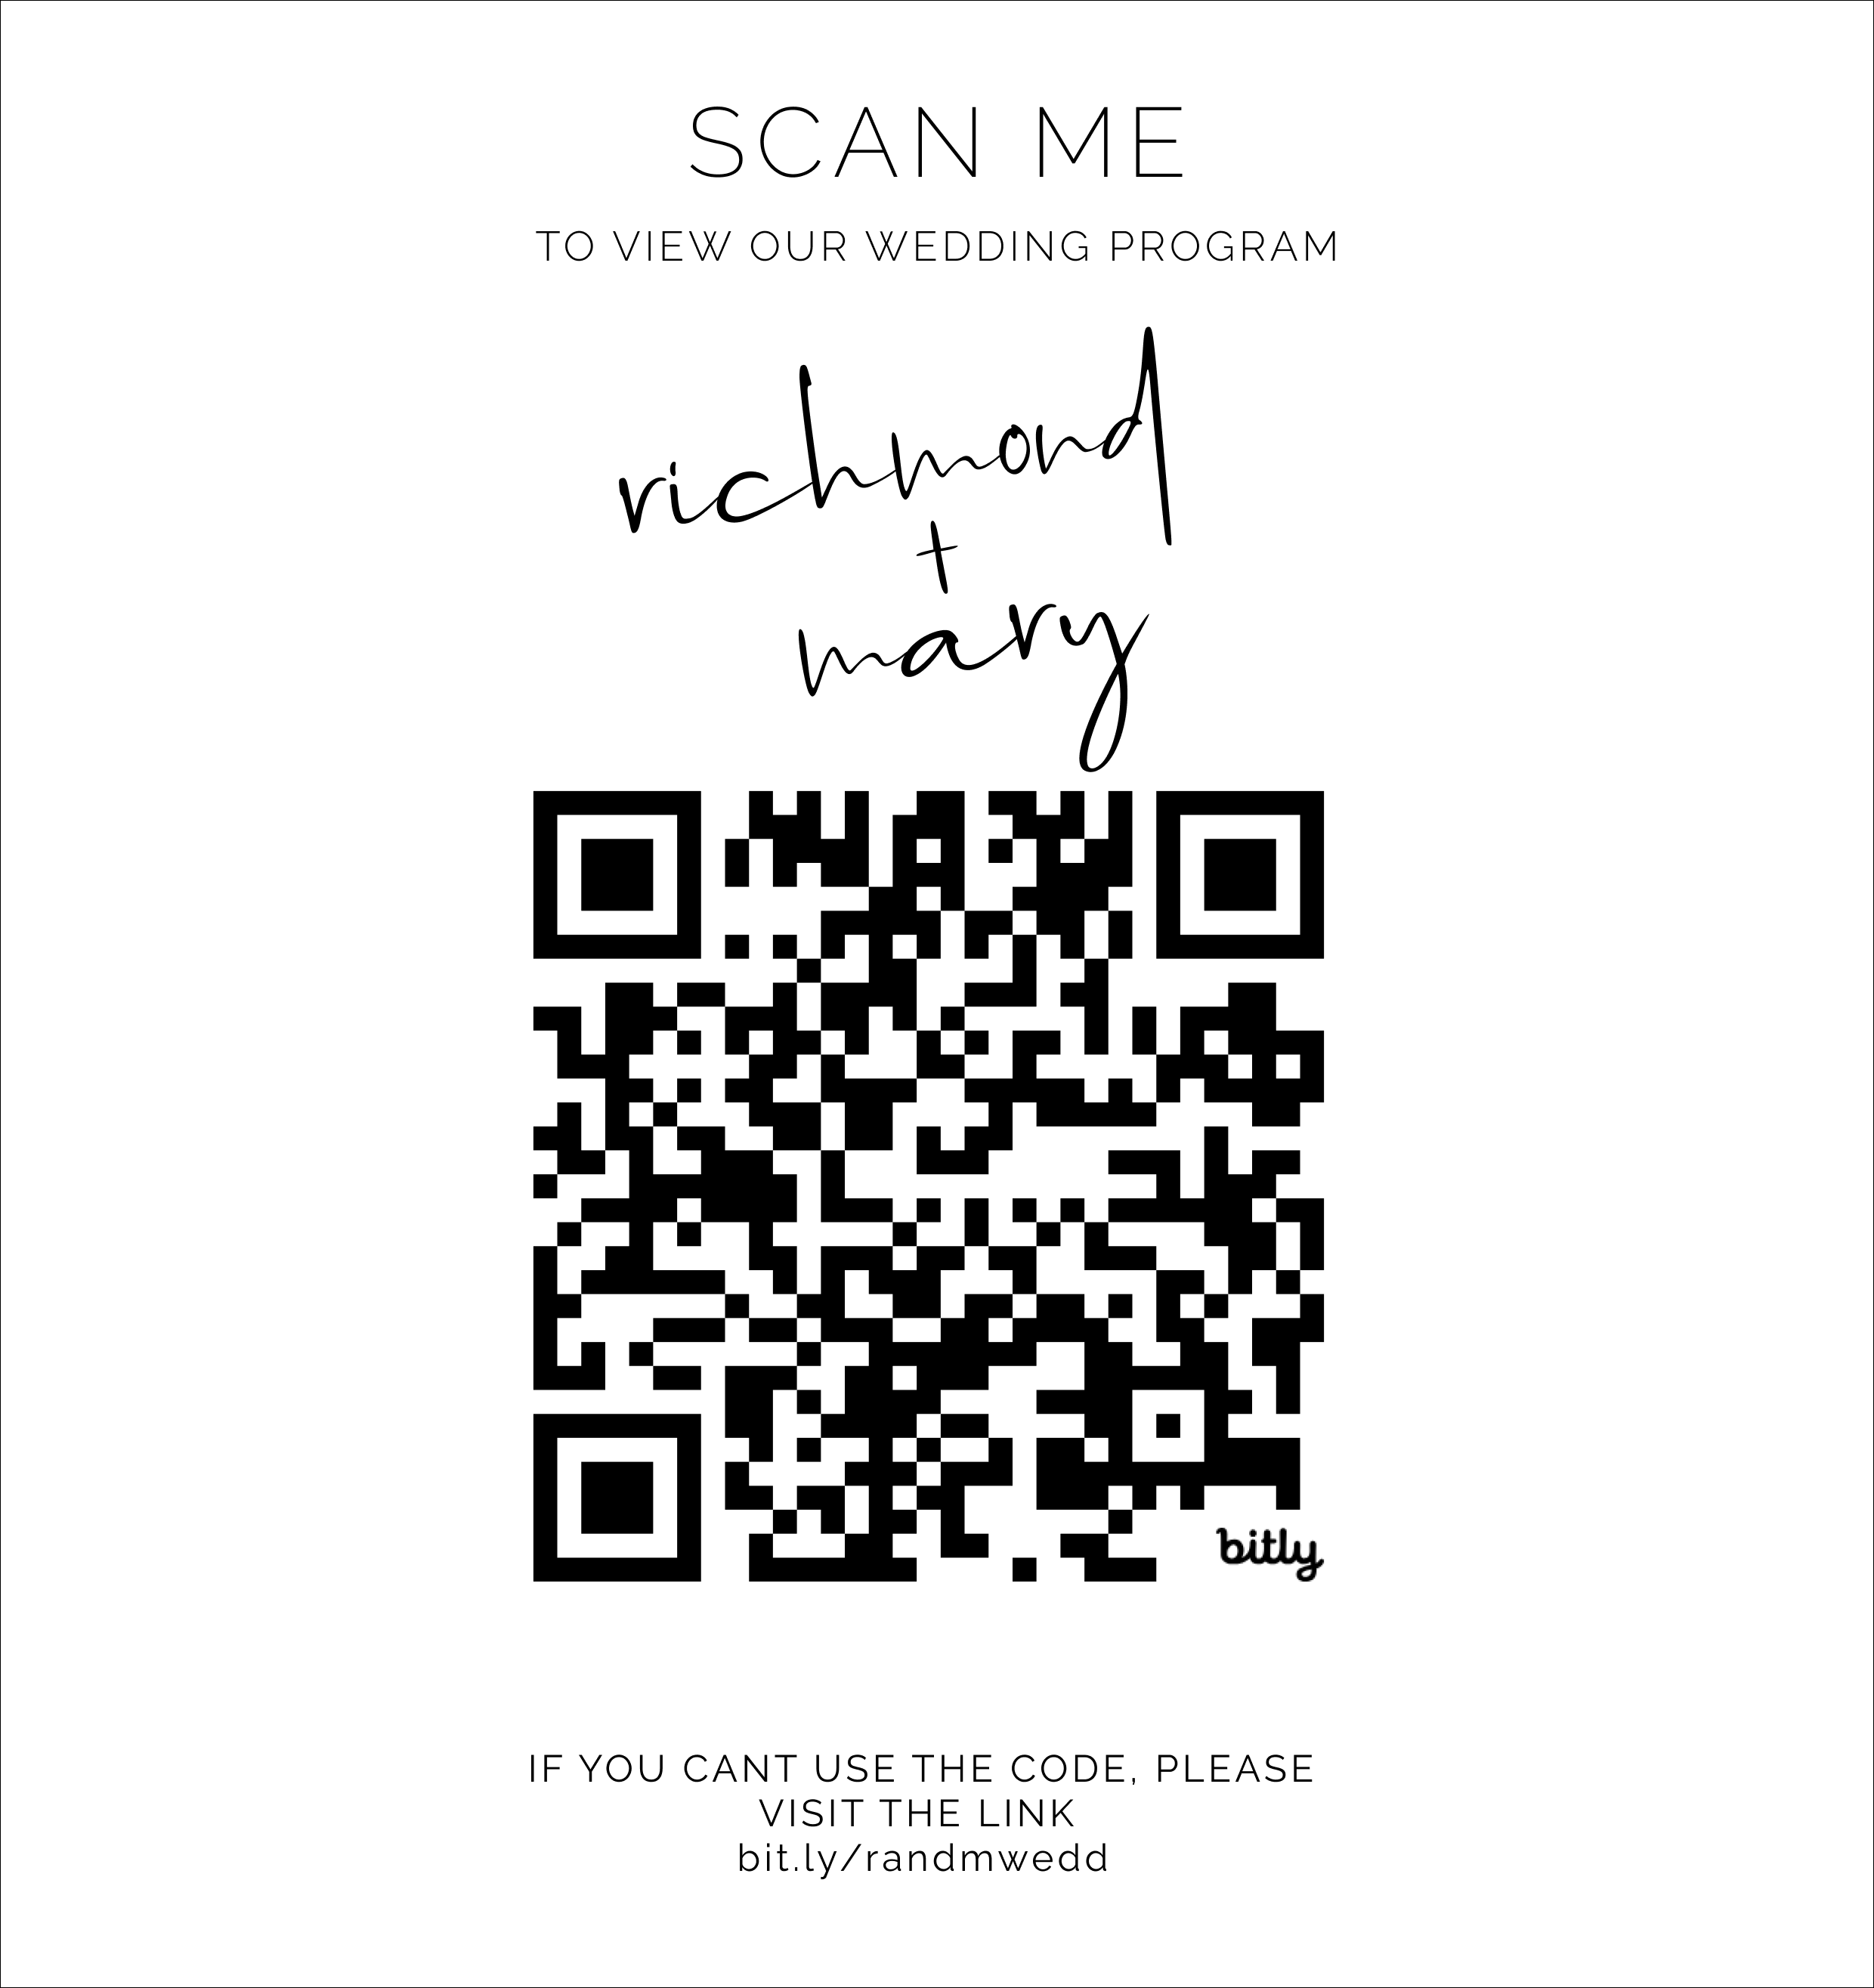 SCAN ME
TO VIEW OUR WEDDING PROGRAM
richmond
+
mary
bitly
IF YOU CANT USE THE CODE, PLEASE
VISIT THE LINK
bit.ly/randmwedd